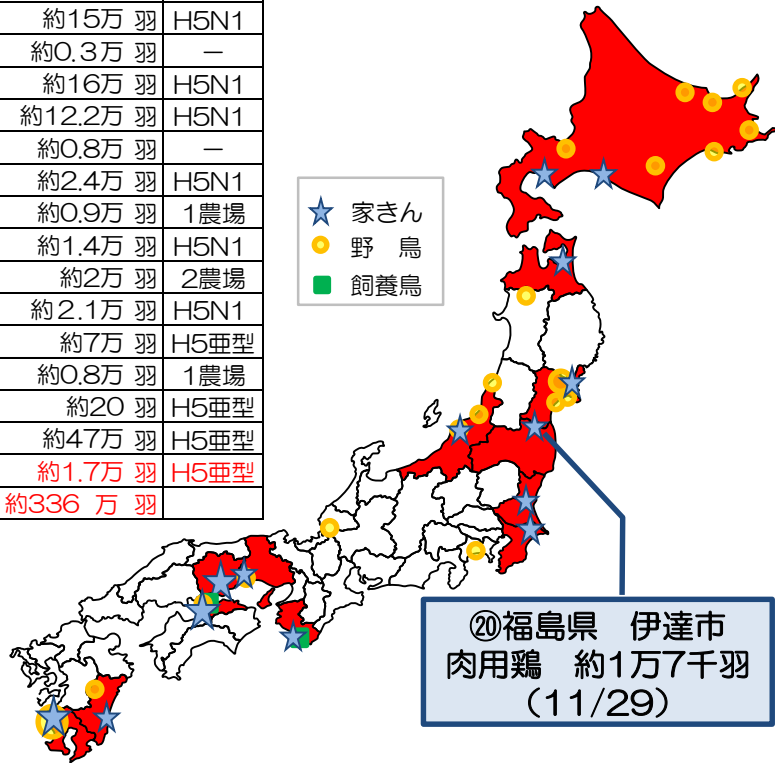 約15万 羽 H5N1
約0.3万 羽 －
約16万 羽 H5N1
約12.2万 羽 H5N1
約0.8万 羽 －
約2.4万 羽 H5N1
約0.9万 羽 1農場
約1.4万 羽 H5N1
約2万 羽 2農場
約2.1万 羽 H5N1
約7万 羽 H5亜型
約0.8万 羽 1農場
約20 羽 H5亜型
約47万 羽 H5亜型
約1.7万 羽 H5亜型
約336 万 羽
家きん
野 鳥
飼養鳥
⑳福島県 伊達市
肉用鶏 約1万7千羽
（11/29）